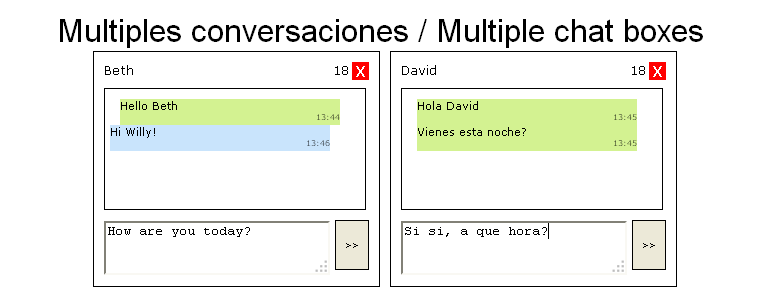 Multiples conversaciones / Multiple chat boxes
Beth 18 X
Hello Beth
13:44
Hi Willy!
13:46
How are you today?
>>
David 18 X
Hola David
13:45
Vienes esta noche?
13:45
Si si, a que hora?
>>